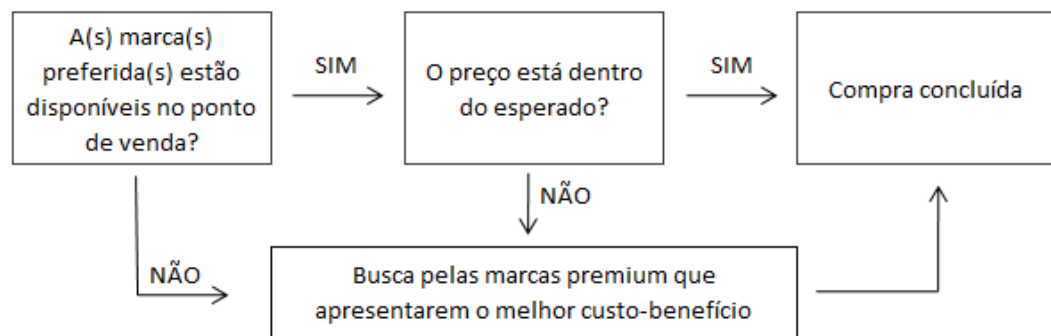 A(s) marca(s)
preferida(s) estão
disponíveis no ponto
de venda?
SIM
O preço está dentro
do esperado?
SIM
Compra concluída
NÃO
NÃO
Busca pelas marcas premium que
apresentarem o melhor custo-benefício